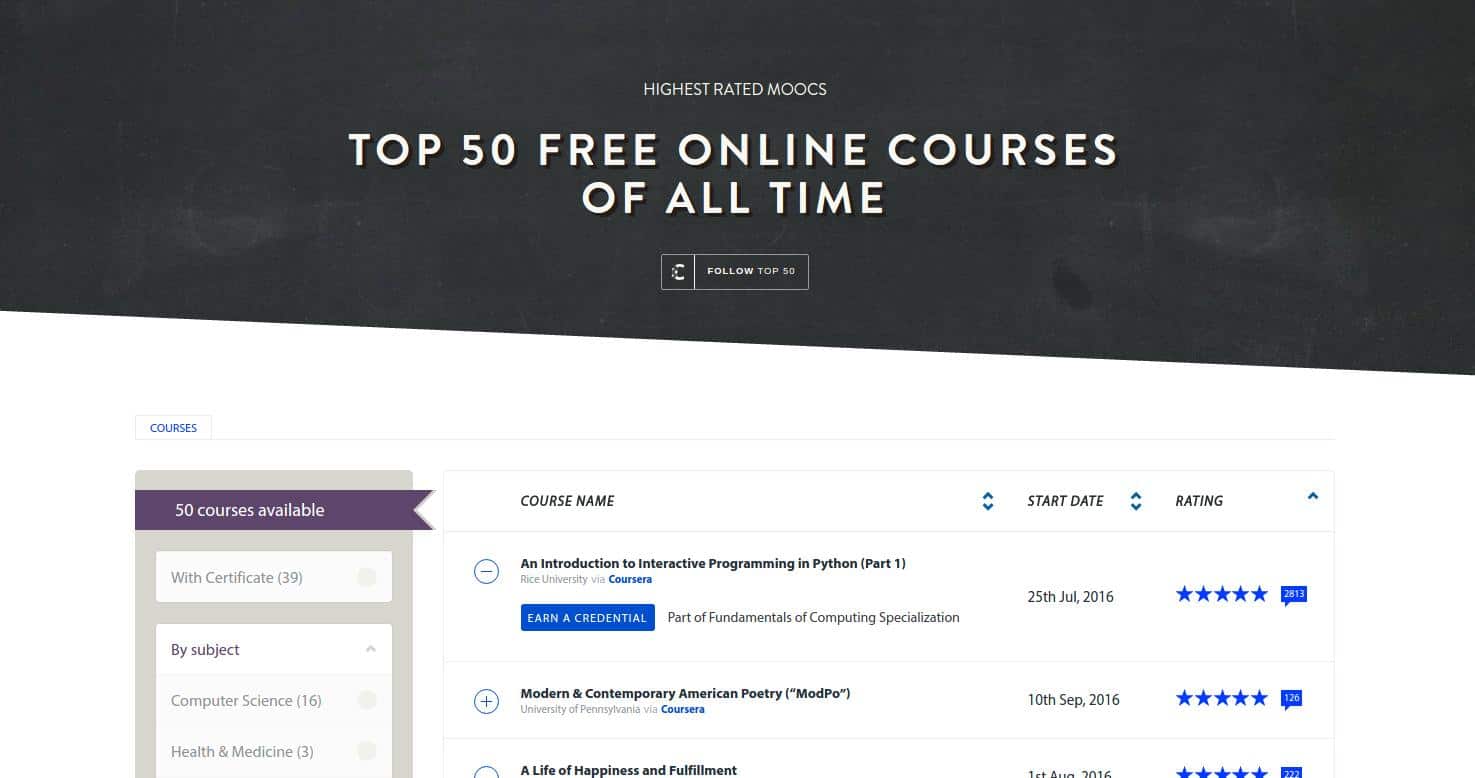 HIGHEST RATED MOOCS
TOP 50 FREE ONLINE COURSES
OF ALL TIME
FOLLOW TOP 50
COURSES
50 courses available
With Certificate (39)
By subject
Computer Science (16)
Health & Medicine (3)
COURSE NAME START DATE RATING
An Introduction to Interactive Programming in Python (Part 1)
Rice University via Coursera
EARN A CREDENTIAL Part of Fundamentals of Computing Specialization
25th Jul, 2016
2813
Modern & Contemporary American Poetry (“ModPo”)
University of Pennsylvania via Coursera
10th Sep, 2016
126
A Life of Happiness and Fulfillment
1st Aug, 2016
222